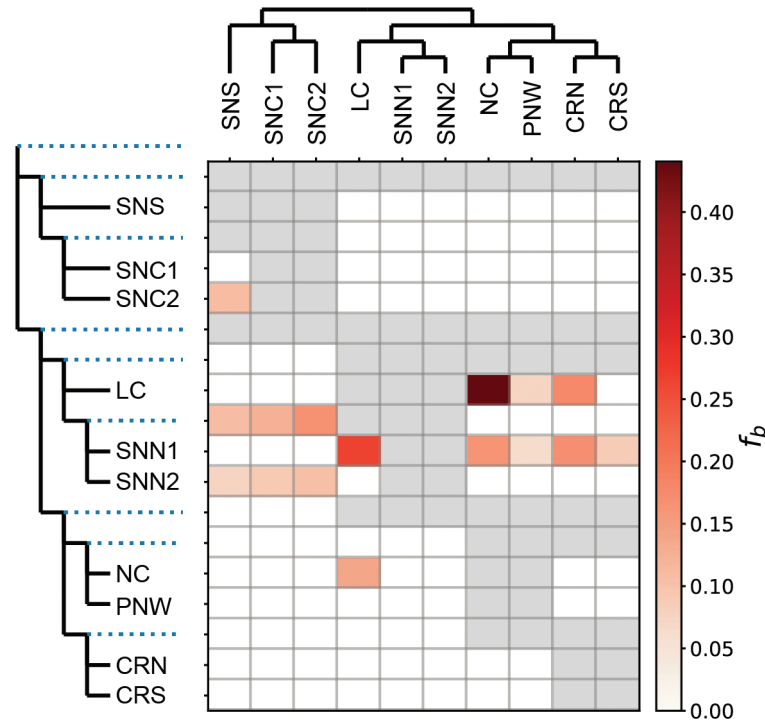 SNS
SNC1
SNC2
LC
SNN1
SNN2
NC
PNW
CRN
CRS
SNS
SNC1
SNC2
LC
SNN1
SNN2
NC
PNW
CRN
CRS
0.40
0.35
0.30
0.25
0.20
0.15
0.10
0.05
0.00
f_b